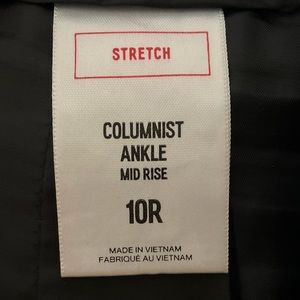 STRETCH
COLUMNIST
ANKLE
MID RISE
10R
MADE IN VIETNAM
FABRIQUÉ AU VIETNAM